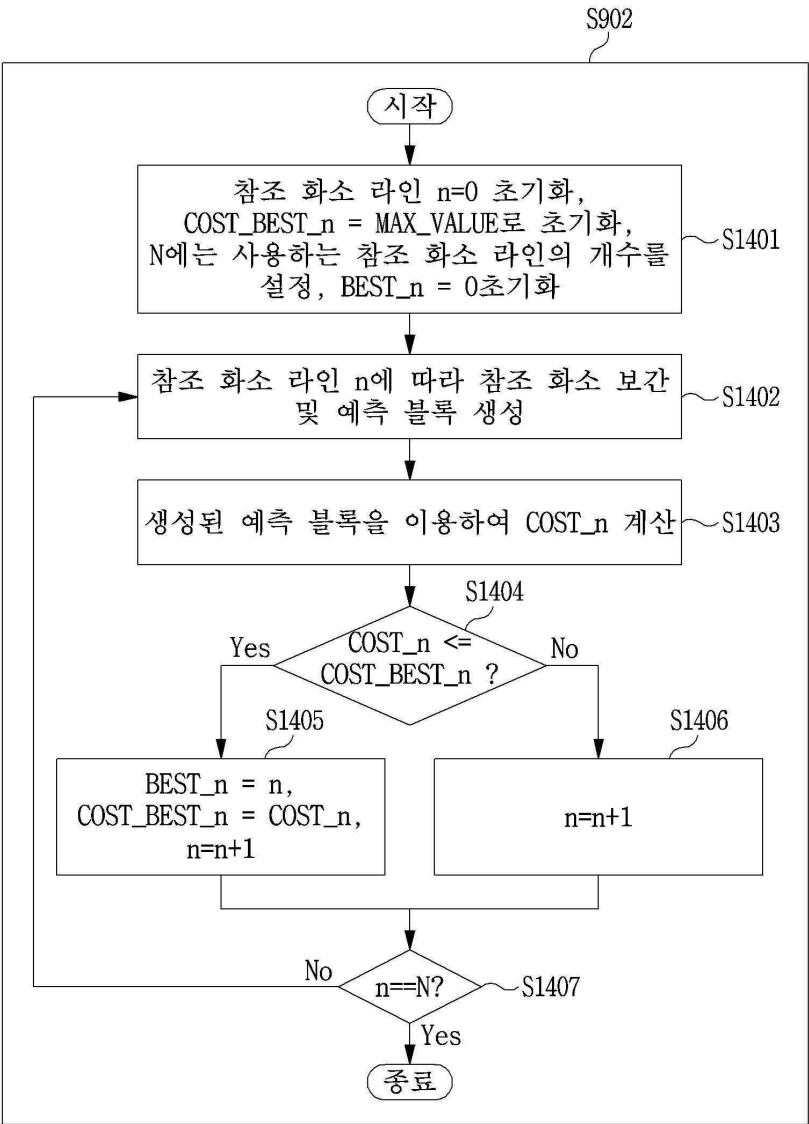 S902
시작
참조 화소 라인 n=0 초기화,
COST_BEST_n = MAX_VALUE로 초기화,
N에는 사용하는 참조 화소 라인의 개수를
설정, BEST_n = 0초기화
S1401
참조 화소 라인 n에 따라 참조 화소 보간
및 예측 블록 생성
S1402
생성된 예측 블록을 이용하여 COST_n 계산
S1403
S1404
Yes
COST_n <=
COST_BEST_n ?
No
S1405
BEST_n = n,
COST_BEST_n = COST_n,
n=n+1
S1406
n=n+1
No
n==N?
S1407
Yes
종료